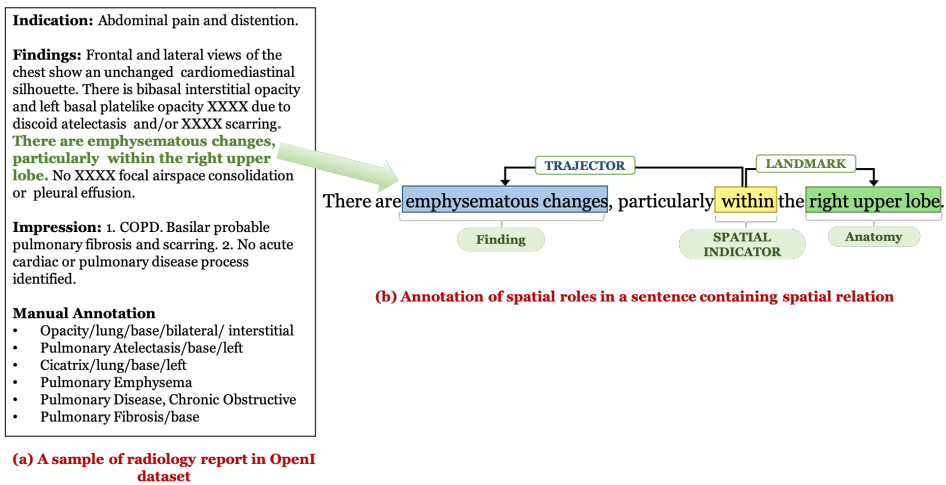 Indication: Abdominal pain and distention.
Findings: Frontal and lateral views of the
chest show an unchanged cardiomediastinal
silhouette. There is bibasal interstitial opacity
and left basal platelike opacity XXXX due to
discoid atelectasis and/or XXXX scarring.
There are emphysematous changes,
particularly within the right upper
lobe. No XXXX focal airspace consolidation
or pleural effusion.
Impression: 1. COPD. Basilar probable
pulmonary fibrosis and scarring. 2. No acute
cardiac or pulmonary disease process
identified.
Manual Annotation
• Opacity/lung/base/bilateral/ interstitial
• Pulmonary Atelectasis/base/left
• Cicatrix/lung/base/left
• Pulmonary Emphysema
• Pulmonary Disease, Chronic Obstructive
• Pulmonary Fibrosis/base
(a) A sample of radiology report in OpenI
dataset
TRAJECTOR
LANDMARK
There are emphysematous changes, particularly within the right upper lobe.
Finding
SPATIAL
INDICATOR
Anatomy
(b) Annotation of spatial roles in a sentence containing spatial relation